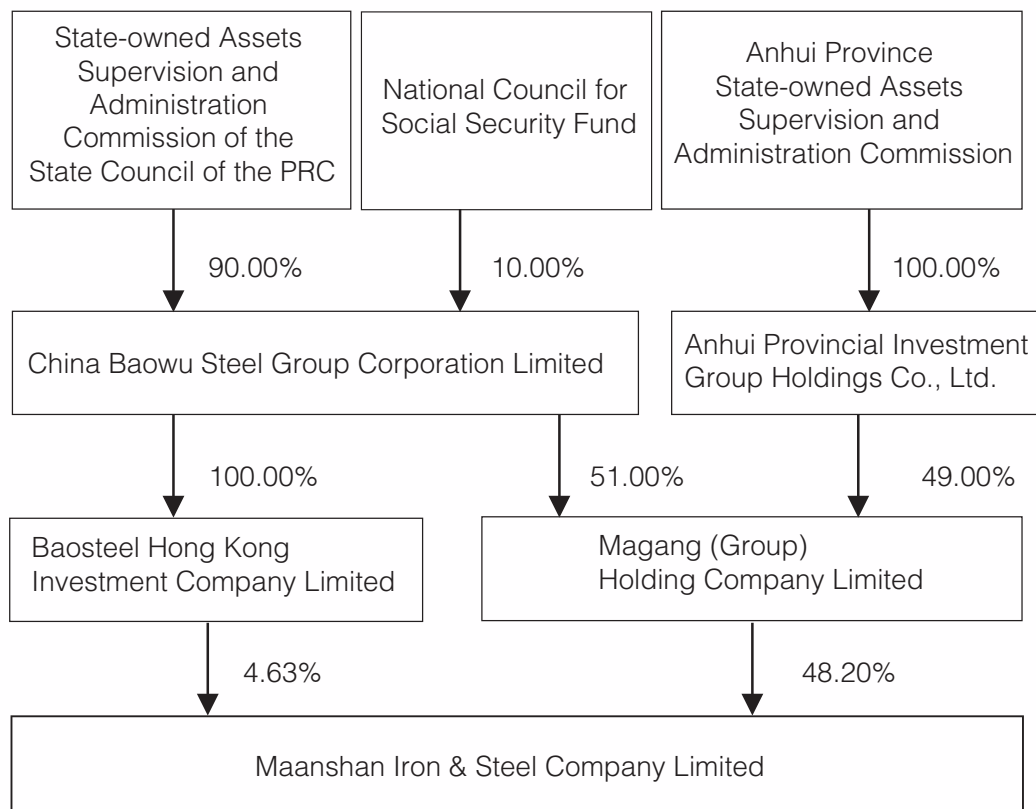 State-owned Assets
Supervision and
Administration
Commission of the
State Council of the PRC
National Council for
Social Security Fund
Anhui Province
State-owned Assets
Supervision and
Administration Commission
90.00%
10.00%
100.00%
China Baowu Steel Group Corporation Limited
Anhui Provincial Investment
Group Holdings Co., Ltd.
100.00%
51.00%
49.00%
Baosteel Hong Kong
Investment Company Limited
Magang (Group)
Holding Company Limited
4.63%
48.20%
Maanshan Iron & Steel Company Limited